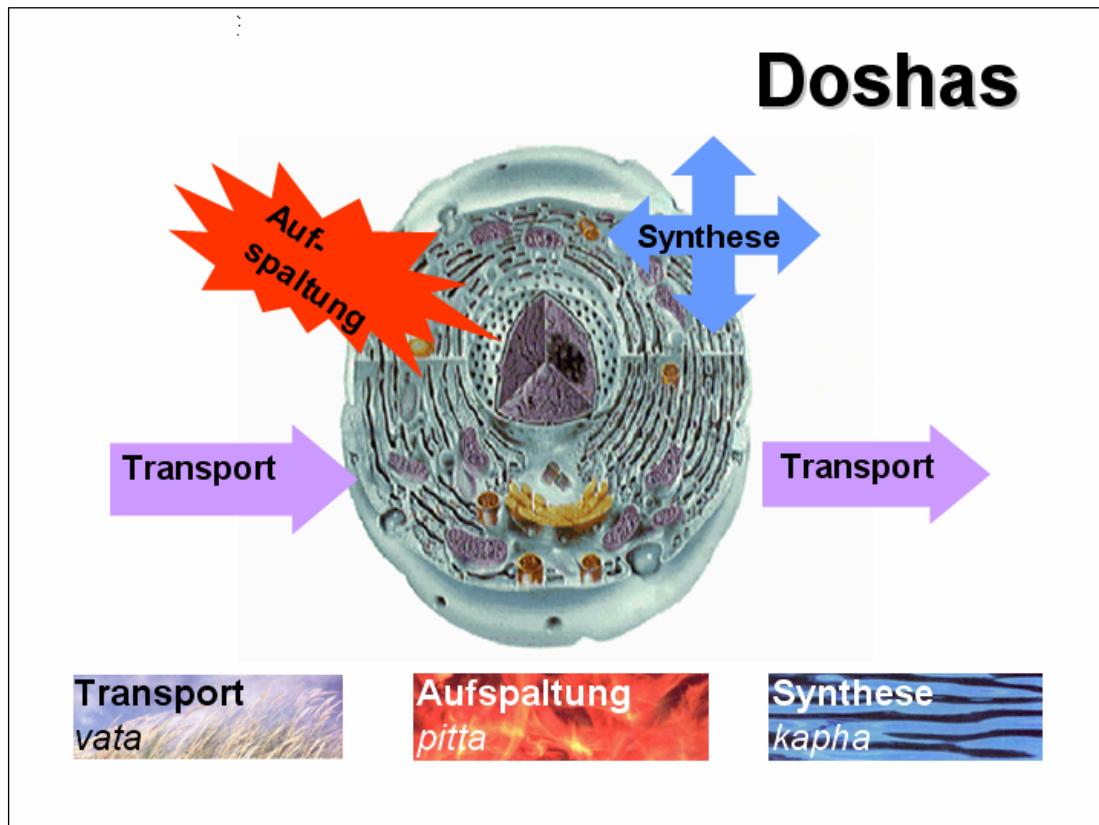 Doshas
Auf-
spaltung
Synthese
Transport
Transport
Transport
vata
Aufspaltung
pitta
Synthese
kapha